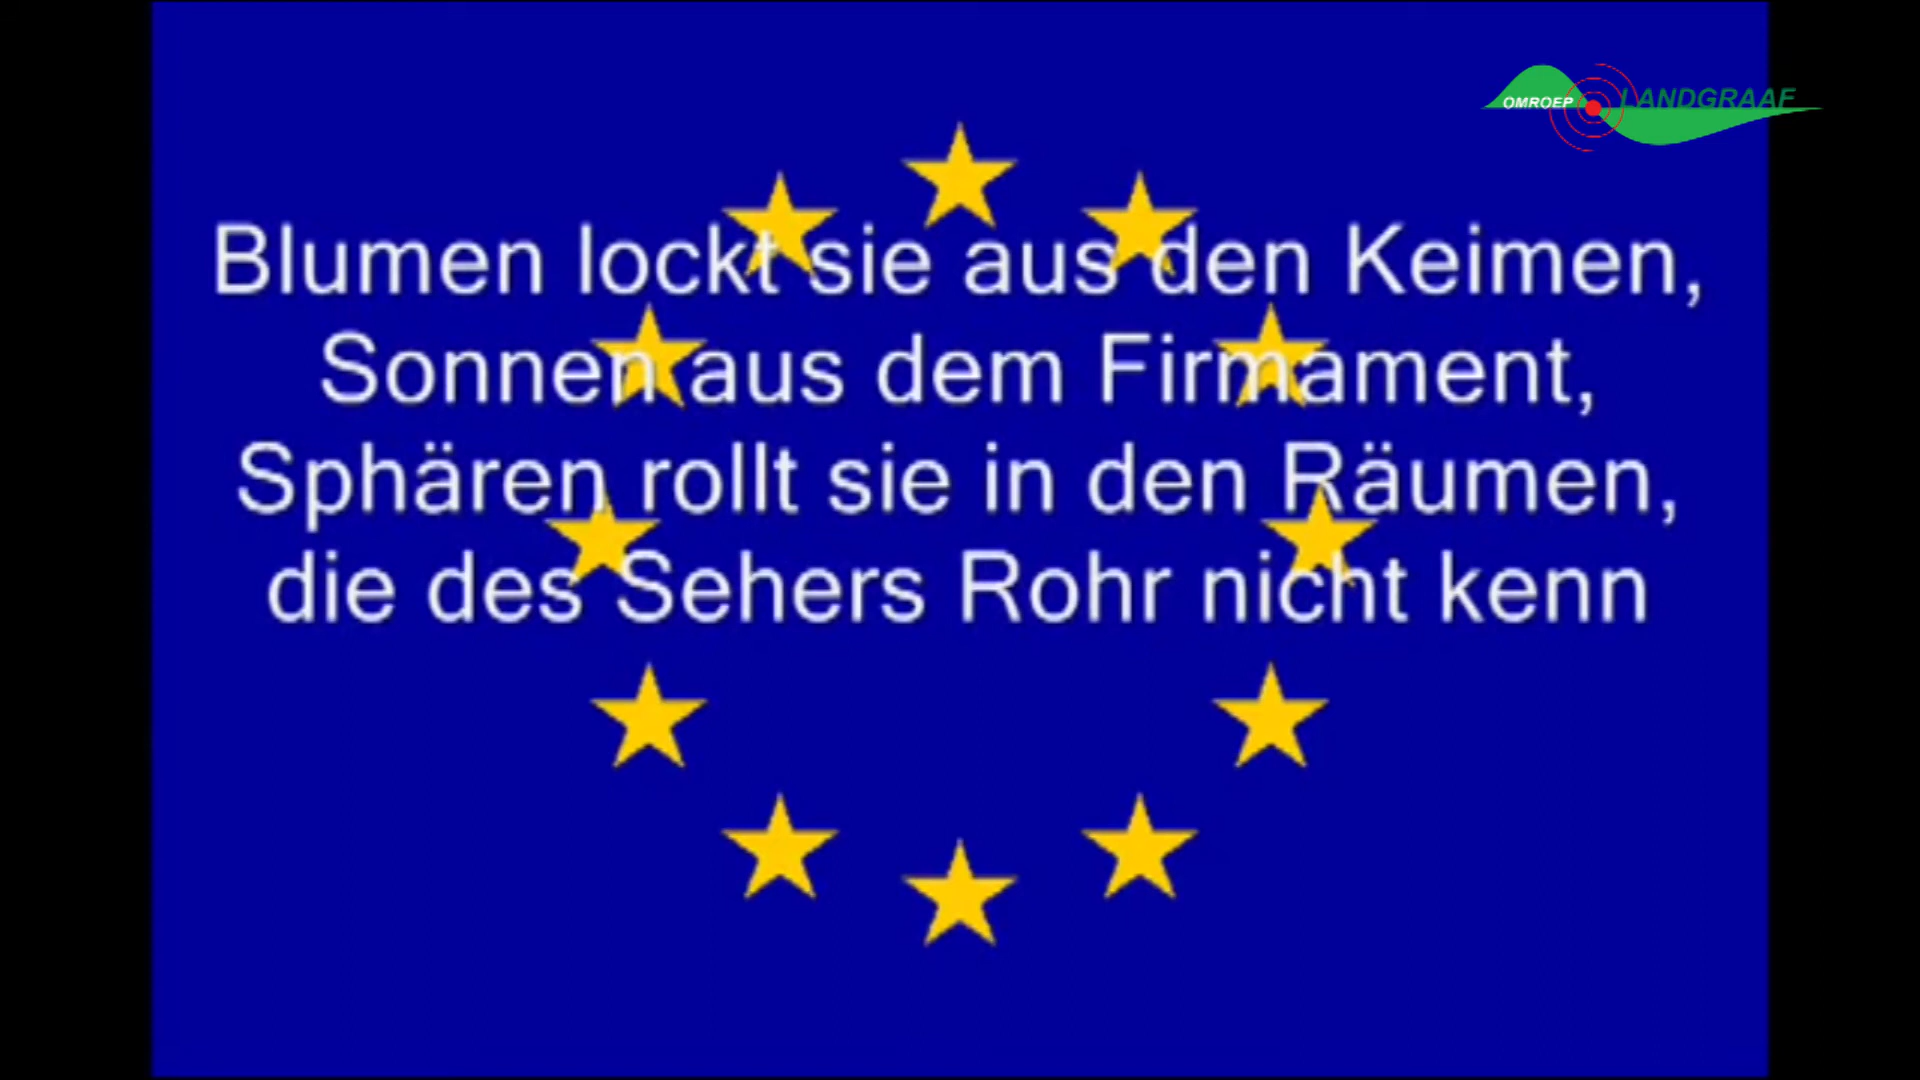 OMROEP LANDGRAAF
Blumen lockt sie aus den Keimen,
Sonnen aus dem Firmament,
Sphären rollt sie in den Räumen,
die des Sehers Rohr nicht kenn